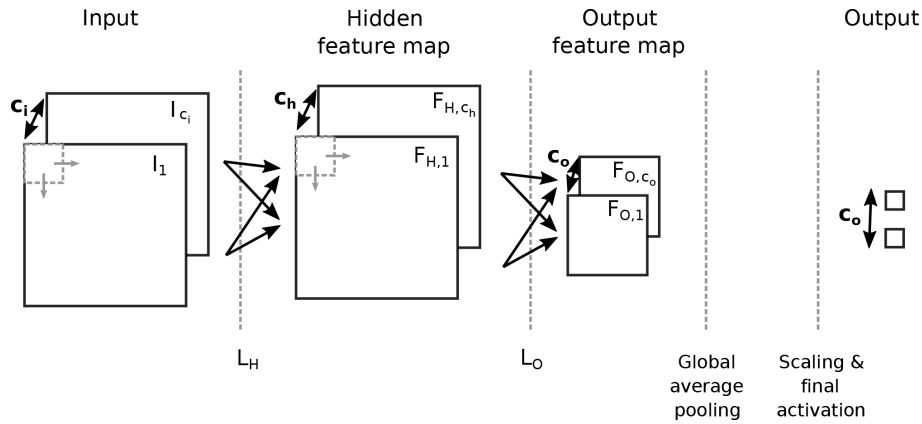 Input
Hidden
feature map
Output
feature map
Output
c_i
I_{c_i}
I_1
c_h
F_{H,c_h}
F_{H,1}
c_o
F_{O,c_o}
F_{O,1}
c_o
L_H
L_O
Global
average
pooling
Scaling &
final
activation